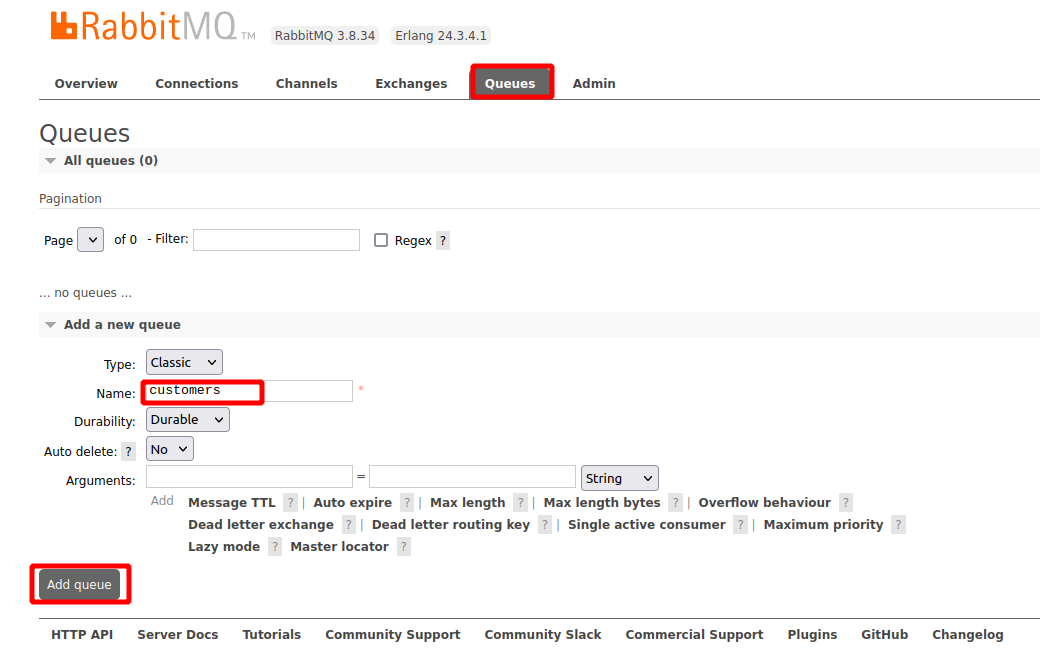 RabbitMQ TM RabbitMQ 3.8.34 Erlang 24.3.4.1
Overview Connections Channels Exchanges Queues Admin
Queues
All queues (0)
Pagination
Page of 0 - Filter: Regex ?
... no queues ...
Add a new queue
Type: Classic
Name: customers *
Durability: Durable
Auto delete: ? No
Arguments: = String
Add Message TTL ? | Auto expire ? | Max length ? | Max length bytes ? | Overflow behaviour ?
Dead letter exchange ? | Dead letter routing key ? | Single active consumer ? | Maximum priority ?
Lazy mode ? Master locator ?
Add queue
HTTP API Server Docs Tutorials Community Support Community Slack Commercial Support Plugins GitHub Changelog